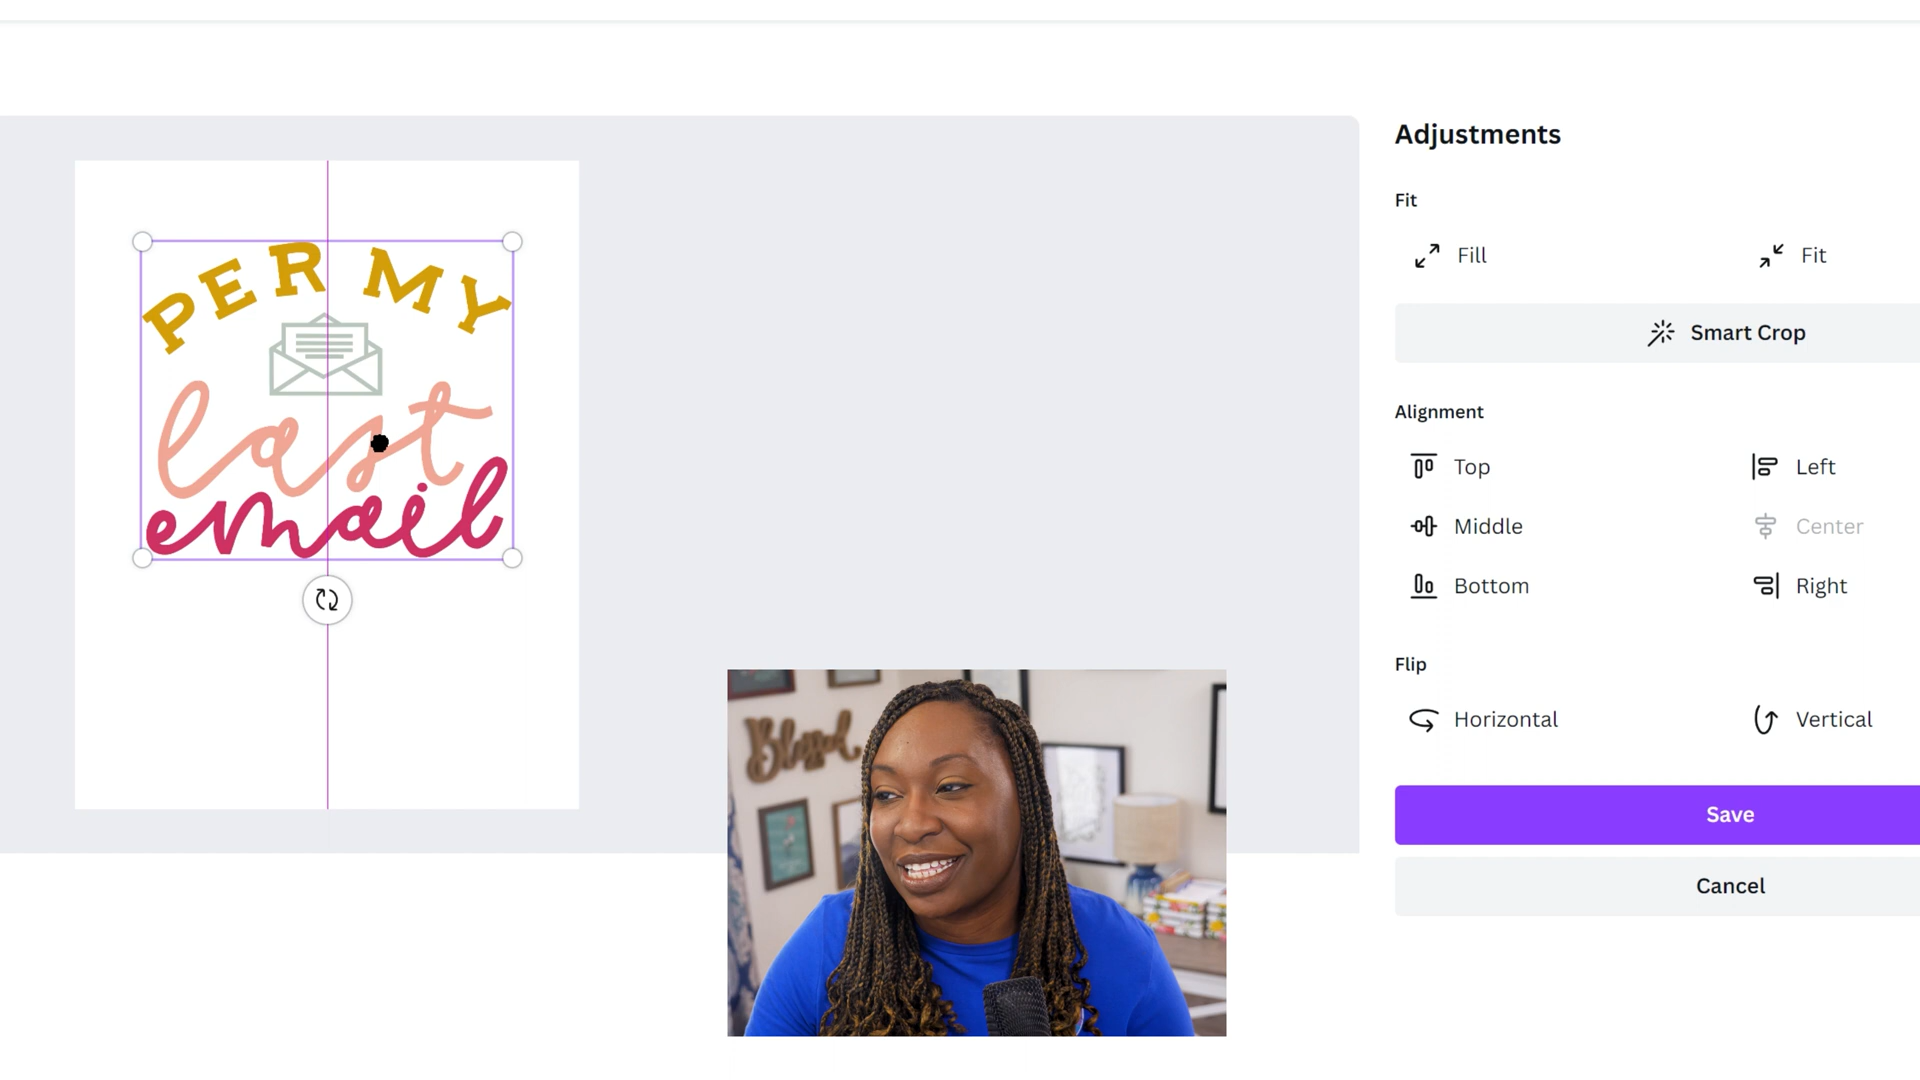 Adjustments
Fit
Fill Fit
Smart Crop
Alignment
Top Left
Middle Center
Bottom Right
Flip
Horizontal Vertical
Save
Cancel
PER MY
last
email
Blessed